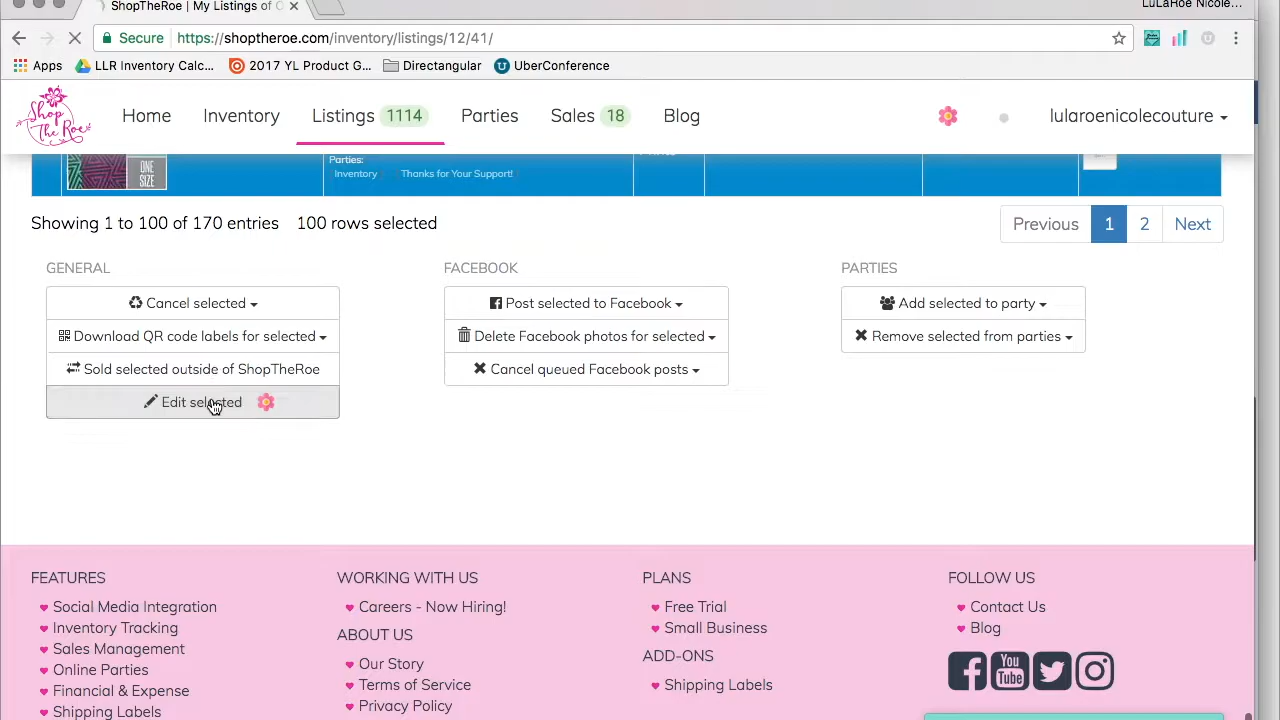 ShopTheRoe | My Listings of C
LuLaRoe Nicole...
Secure https://shoptheroe.com/inventory/listings/12/41/
Apps LLR Inventory Calc... 2017 YL Product G... Directangular UberConference
Shop The Roe
Home Inventory Listings 1114 Parties Sales 18 Blog lularoenicolecouture
ONE SIZE
Parties:
Inventory Thanks for Your Support!
Showing 1 to 100 of 170 entries 100 rows selected
Previous 1 2 Next
GENERAL
Cancel selected
Download QR code labels for selected
Sold selected outside of ShopTheRoe
Edit selected
FACEBOOK
Post selected to Facebook
Delete Facebook photos for selected
Cancel queued Facebook posts
PARTIES
Add selected to party
Remove selected from parties
FEATURES
Social Media Integration
Inventory Tracking
Sales Management
Online Parties
Financial & Expense
Shipping Labels
WORKING WITH US
Careers - Now Hiring!
ABOUT US
Our Story
Terms of Service
Privacy Policy
PLANS
Free Trial
Small Business
ADD-ONS
Shipping Labels
FOLLOW US
Contact Us
Blog
You
Tube